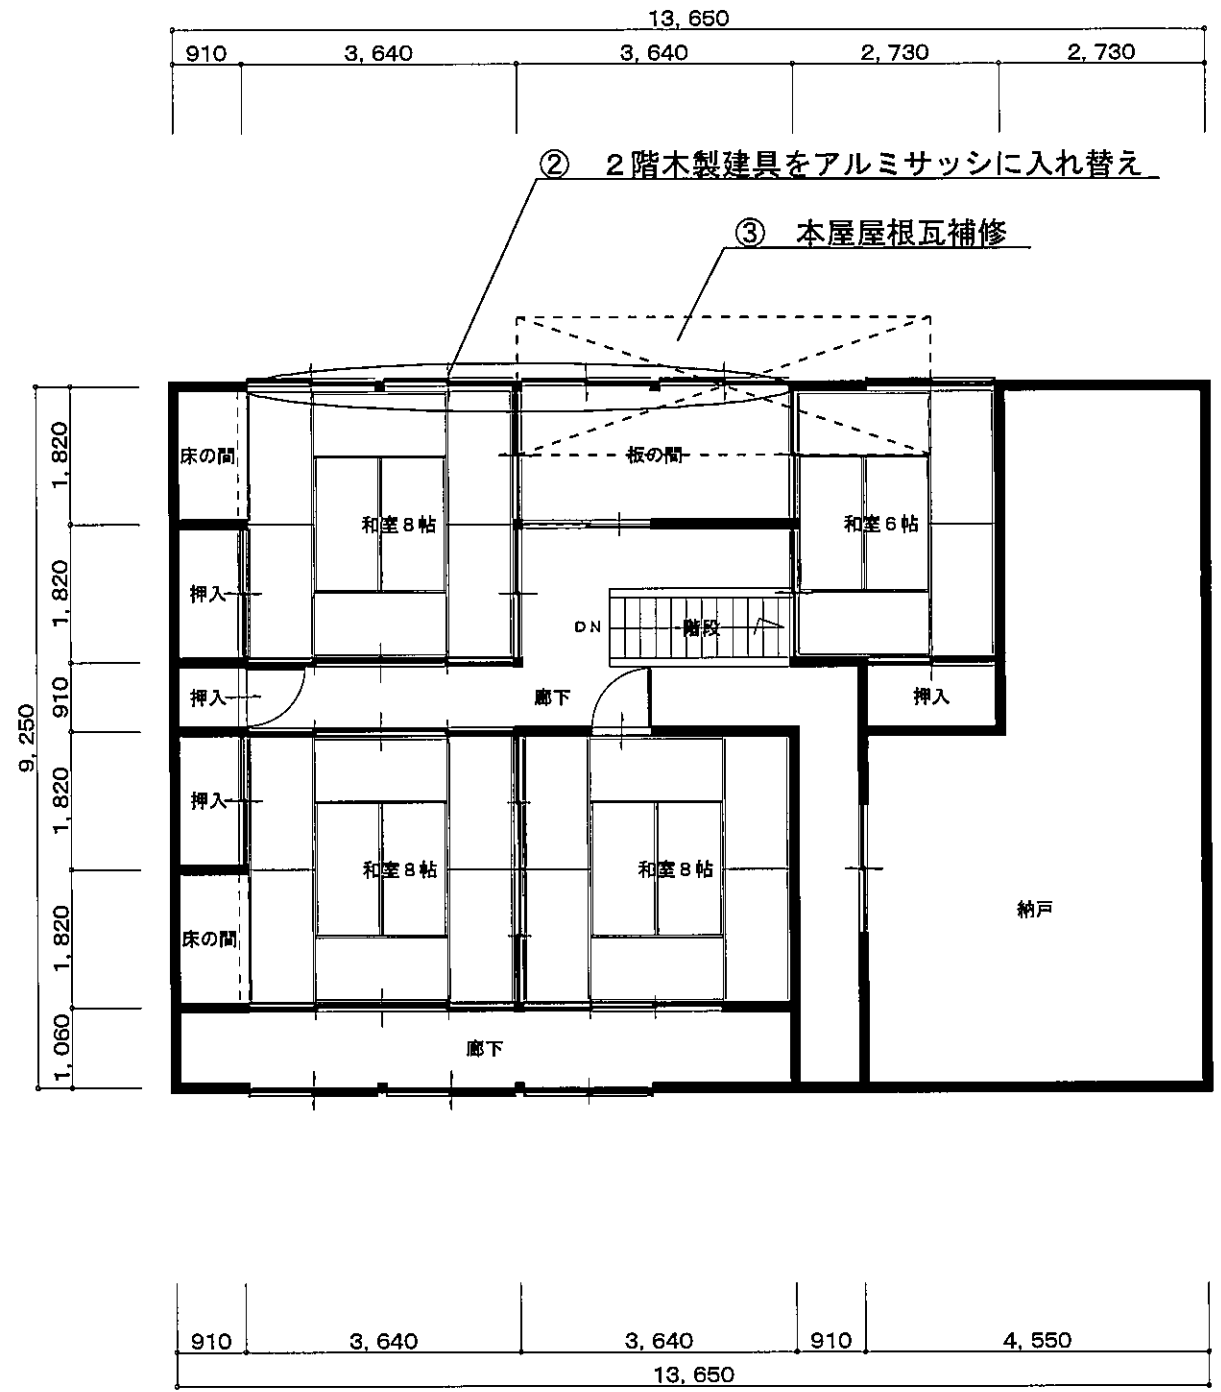 13,650
910 3,640 3,640 2,730 2,730
② 2階木製建具をアルミサッシに入れ替え
③ 本屋屋根瓦補修
1,820
1,820
910
9,250
1,820
1,820
1,060
床の間
板の間
和室8帖
和室6帖
押入
DN
階段
押入
廊下
押入
押入
和室8帖
和室8帖
納戸
床の間
廊下
910 3,640 3,640 910 4,550
13,650